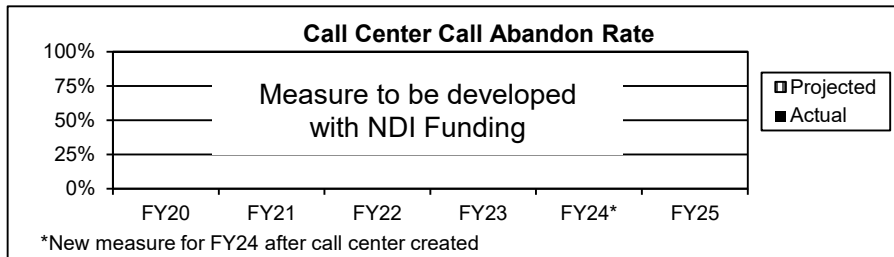 Call Center Call Abandon Rate
100%
75%
50%
25%
0%
Measure to be developed
with NDI Funding
Projected
Actual
FY20 FY21 FY22 FY23 FY24* FY25
*New measure for FY24 after call center created